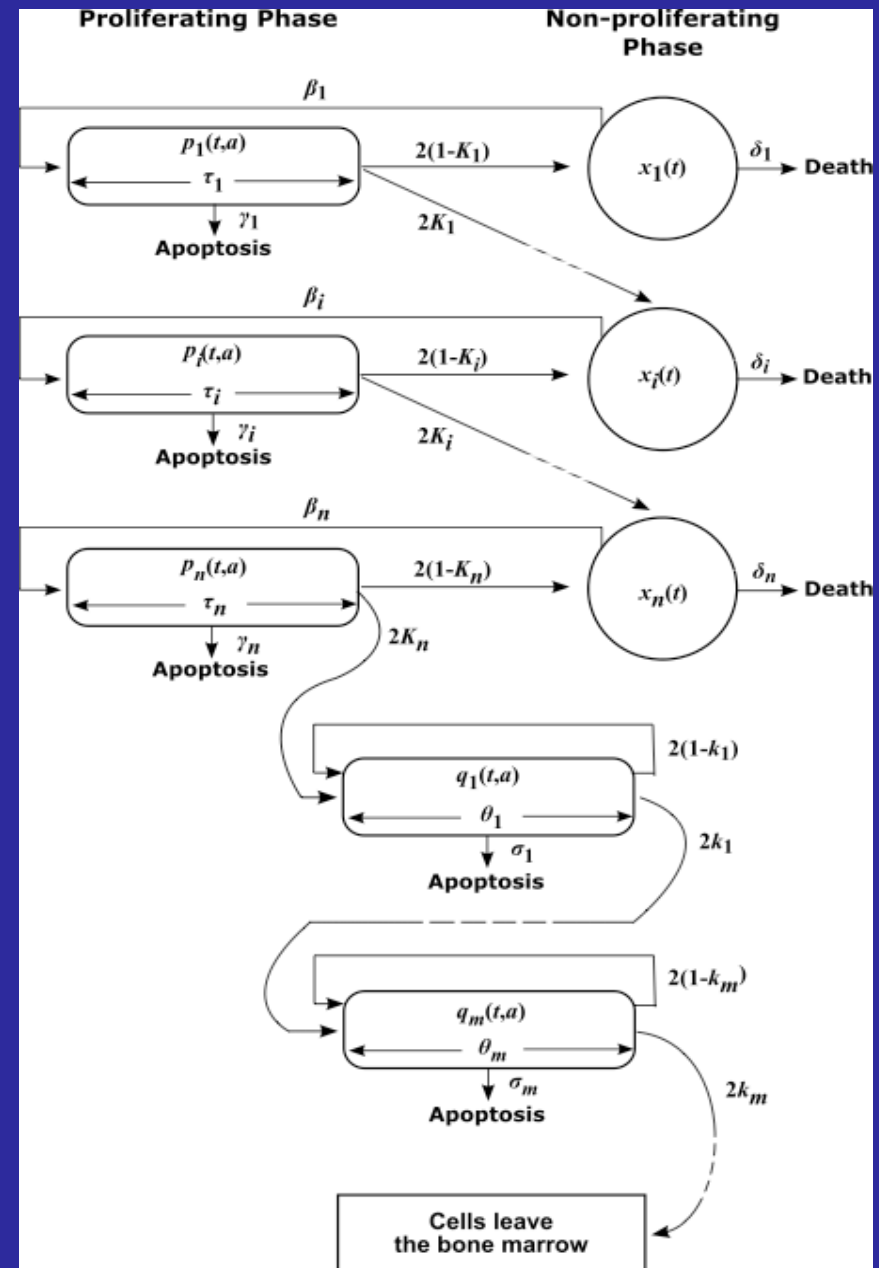 Proliferating Phase
Non-proliferating
Phase
β1
p1(t,a)
τ1
2(1-K1)
x1(t)
δ1
Death
γ1
2K1
Apoptosis
βi
pi(t,a)
τi
2(1-Ki)
xi(t)
δi
Death
γi
2Ki
Apoptosis
βn
pn(t,a)
τn
2(1-Kn)
xn(t)
δn
Death
γn
2Kn
Apoptosis
2(1-k1)
q1(t,a)
θ1
σ1
2k1
Apoptosis
2(1-km)
qm(t,a)
θm
σm
2km
Apoptosis
Cells leave
the bone marrow